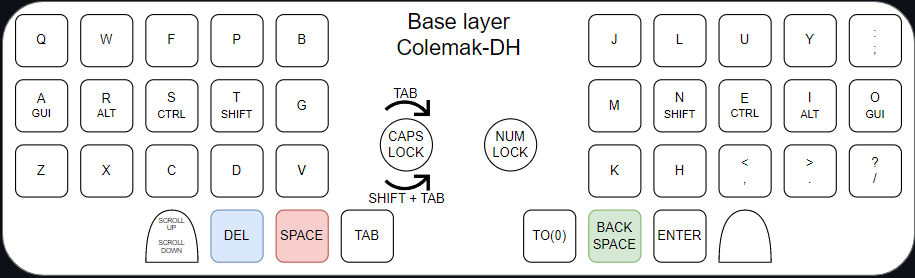 Base layer
Colemak-DH
Q W F P B J L U Y :
;
A R S T G M N E I O
GUI ALT CTRL SHIFT SHIFT CTRL ALT GUI
TAB
CAPS
LOCK
NUM
LOCK
SHIFT + TAB
Z X C D V K H < > ?
, . /
SCROLL
UP
SCROLL
DOWN
DEL SPACE TAB TO(0) BACK
SPACE
ENTER